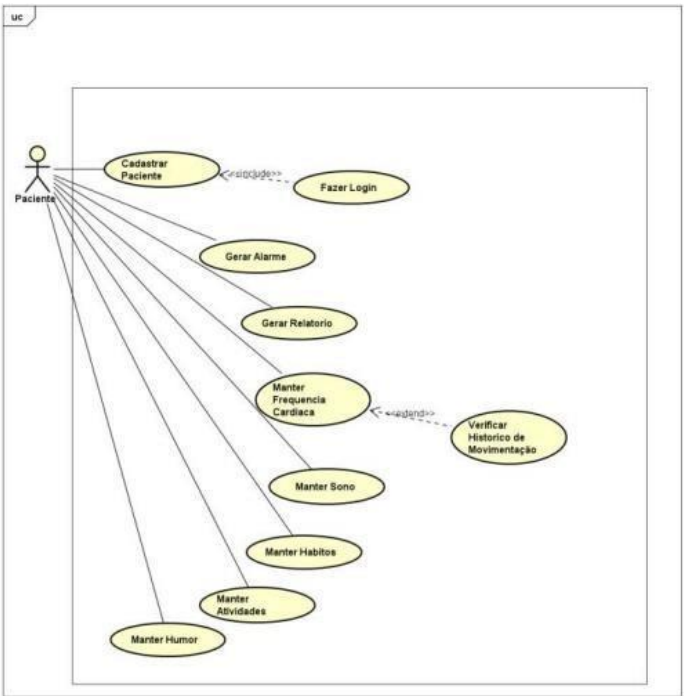 uc
Cadastrar
Paciente
<<include>>
Fazer Login
Paciente
Gerar Alarme
Gerar Relatorio
Manter
Frequencia
Cardiaca
<<extend>>
Verificar
Historico de
Movimentação
Manter Sono
Manter Habitos
Manter
Atividades
Manter Humor